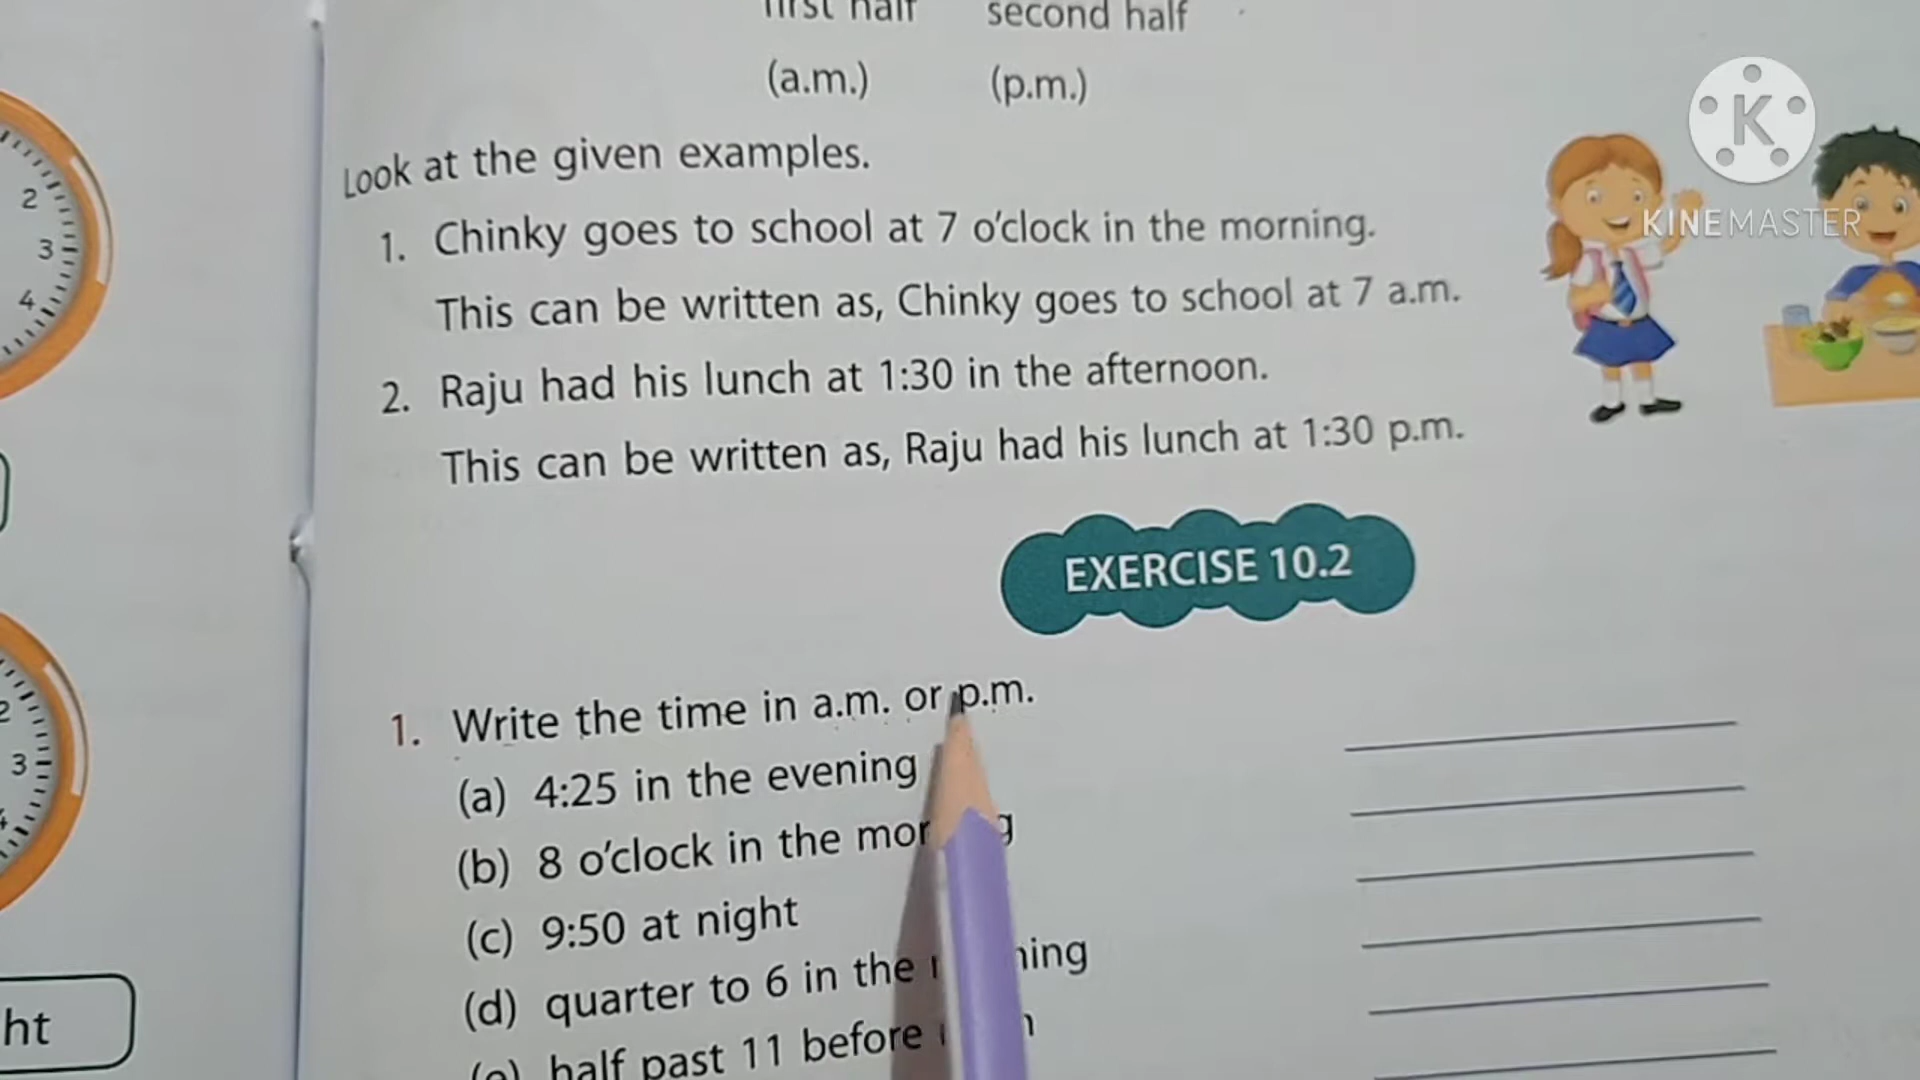 first half second half
(a.m.) (p.m.)
Look at the given examples.
1. Chinky goes to school at 7 o'clock in the morning.
This can be written as, Chinky goes to school at 7 a.m.
2. Raju had his lunch at 1:30 in the afternoon.
This can be written as, Raju had his lunch at 1:30 p.m.
EXERCISE 10.2
1. Write the time in a.m. or p.m.
(a) 4:25 in the evening
(b) 8 o'clock in the morning
(c) 9:50 at night
(d) quarter to 6 in the
(e) half past 11 before
2
3
4
2
3
ht
K
KINEMASTER